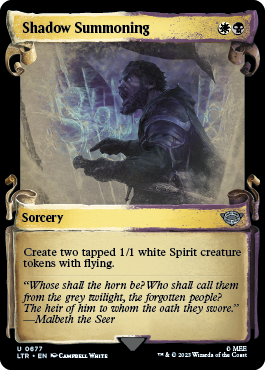 Shadow Summoning
Sorcery
Create two tapped 1/1 white Spirit creature
tokens with flying.
“Whose shall the horn be? Who shall call them
from the grey twilight, the forgotten people?
The heir of him to whom the oath they swore.”
—Malbeth the Seer
U 0677
LTR • EN Campbell White
© MEE
™ & © 2023 Wizards of the Coast